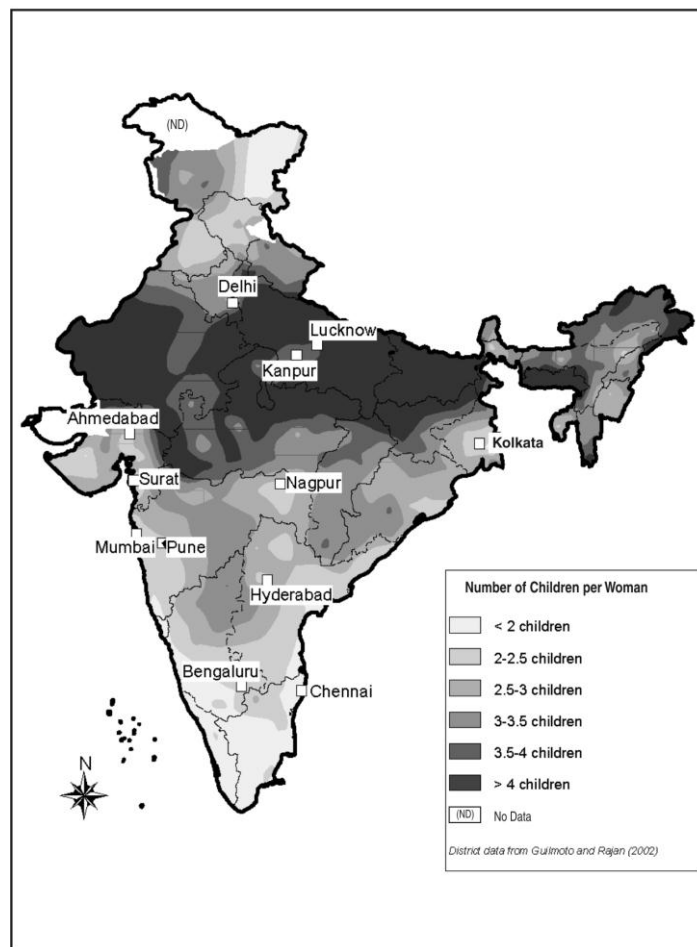 (ND)
Delhi
Lucknow
Kanpur
Ahmedabad
Kolkata
Surat
Nagpur
Mumbai
Pune
Hyderabad
Bengaluru
Chennai
N
Number of Children per Woman
< 2 children
2-2.5 children
2.5-3 children
3-3.5 children
3.5-4 children
> 4 children
(ND) No Data
District data from Guilmoto and Rajan (2002)